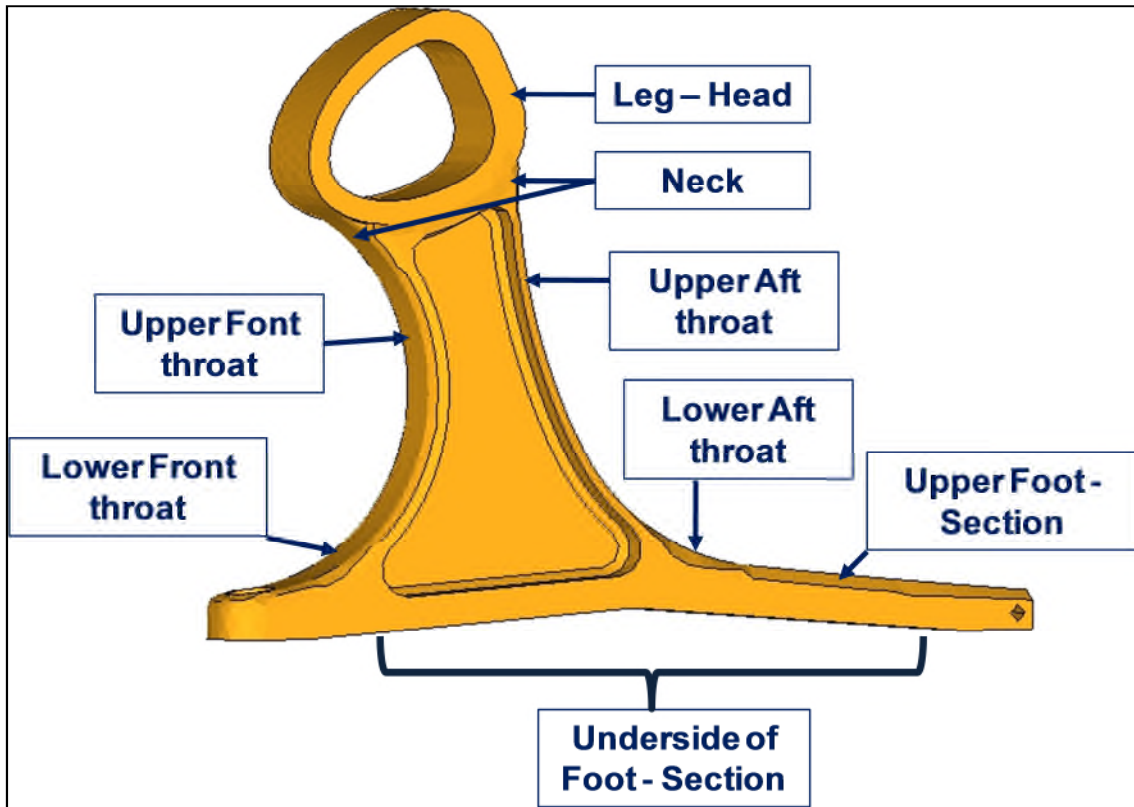 Leg – Head
Neck
Upper Aft
throat
Upper Font
throat
Lower Aft
throat
Lower Front
throat
Upper Foot -
Section
Underside of
Foot - Section